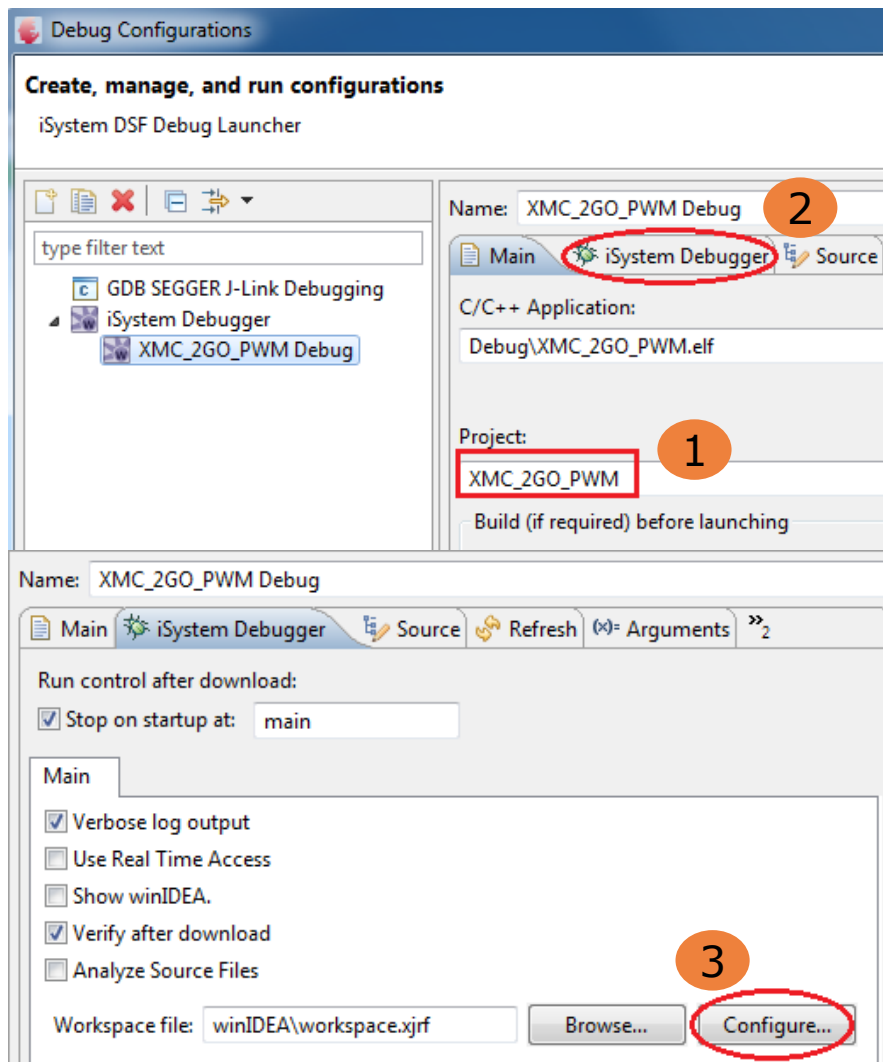 Debug Configurations
Create, manage, and run configurations
iSystem DSF Debug Launcher
type filter text
GDB SEGGER J-Link Debugging
iSystem Debugger
XMC_2GO_PWM Debug
Name: XMC_2GO_PWM Debug 2
Main iSystem Debugger Source
C/C++ Application:
Debug\XMC_2GO_PWM.elf
Project: 1
XMC_2GO_PWM
Build (if required) before launching
Name: XMC_2GO_PWM Debug
Main iSystem Debugger Source Refresh (x)= Arguments »2
Run control after download:
Stop on startup at: main
Main
Verbose log output
Use Real Time Access
Show winIDEA.
Verify after download
Analyze Source Files
3
Workspace file: winIDEA\workspace.xjrf Browse... Configure...